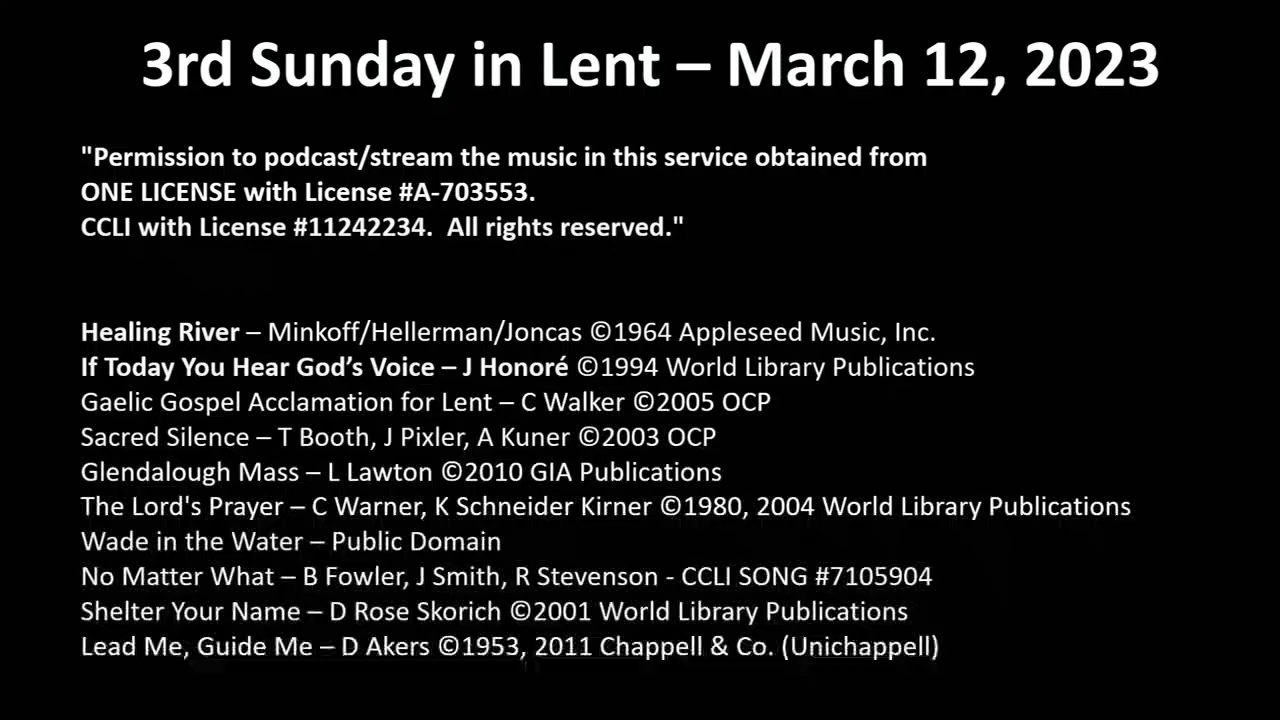 3rd Sunday in Lent – March 12, 2023
"Permission to podcast/stream the music in this service obtained from
ONE LICENSE with License #A-703553.
CCLI with License #11242234.  All rights reserved."
Healing River – Minkoff/Hellerman/Joncas ©1964 Appleseed Music, Inc.
If Today You Hear God’s Voice – J Honoré ©1994 World Library Publications
Gaelic Gospel Acclamation for Lent – C Walker ©2005 OCP
Sacred Silence – T Booth, J Pixler, A Kuner ©2003 OCP
Glendalough Mass – L Lawton ©2010 GIA Publications
The Lord's Prayer – C Warner, K Schneider Kirner ©1980, 2004 World Library Publications
Wade in the Water – Public Domain
No Matter What – B Fowler, J Smith, R Stevenson - CCLI SONG #7105904
Shelter Your Name – D Rose Skorich ©2001 World Library Publications
Lead Me, Guide Me – D Akers ©1953, 2011 Chappell & Co. (Unichappell)